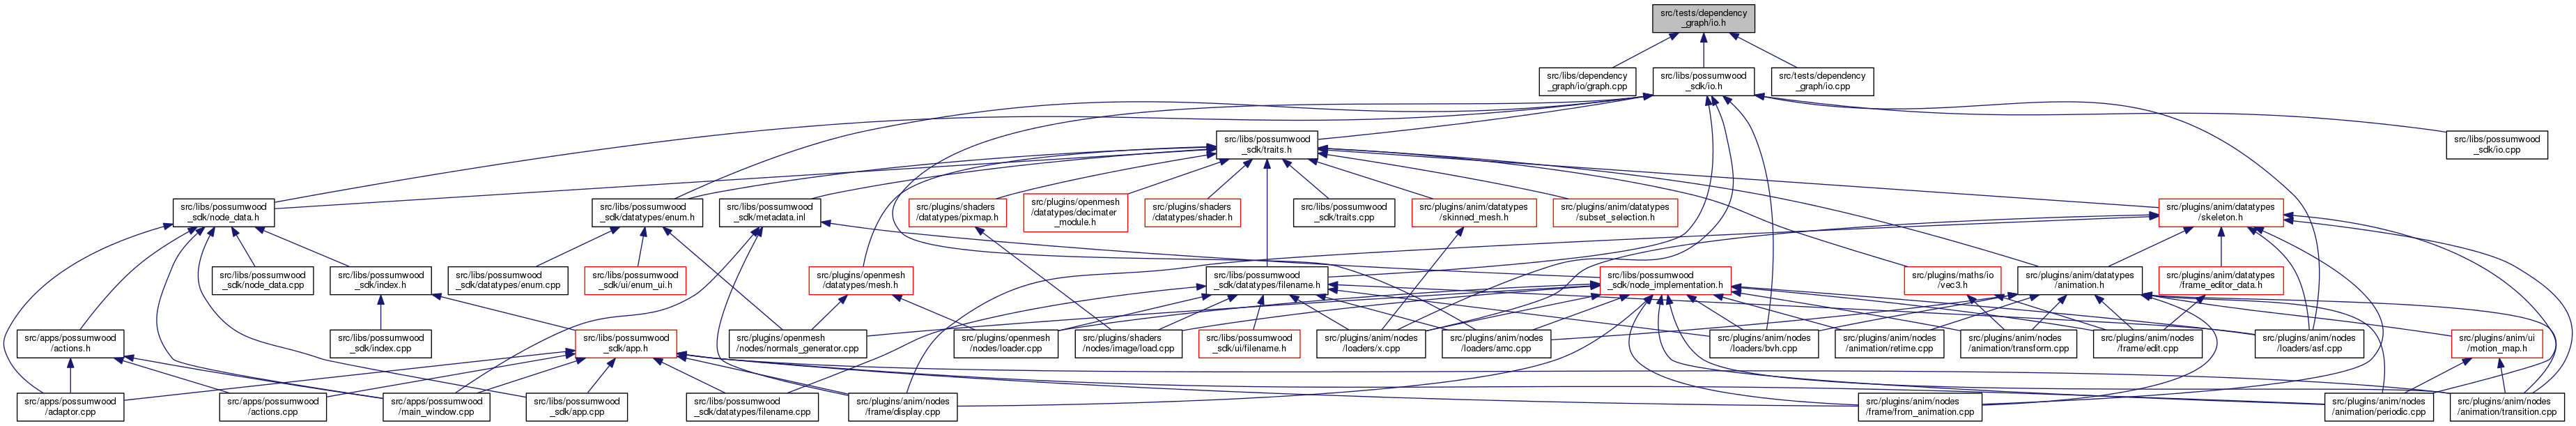 src/tests/dependency
_graph/io.h
src/libs/dependency
_graph/io/graph.cpp
src/libs/possumwood
_sdk/io.h
src/tests/dependency
_graph/io.cpp
src/libs/possumwood
_sdk/traits.h
src/libs/possumwood
_sdk/io.cpp
src/libs/possumwood
_sdk/node_data.h
src/libs/possumwood
_sdk/datatypes/enum.h
src/libs/possumwood
_sdk/metadata.inl
src/plugins/shaders
/datatypes/pixmap.h
src/plugins/openmesh
/datatypes/decimater
_module.h
src/plugins/shaders
/datatypes/shader.h
src/libs/possumwood
_sdk/traits.cpp
src/plugins/anim/datatypes
/skinned_mesh.h
src/plugins/anim/datatypes
/subset_selection.h
src/plugins/anim/datatypes
/skeleton.h
src/libs/possumwood
_sdk/node_data.cpp
src/libs/possumwood
_sdk/index.h
src/libs/possumwood
_sdk/datatypes/enum.cpp
src/libs/possumwood
_sdk/ui/enum_ui.h
src/plugins/openmesh
/datatypes/mesh.h
src/libs/possumwood
_sdk/datatypes/filename.h
src/libs/possumwood
_sdk/node_implementation.h
src/plugins/maths/io
/vec3.h
src/plugins/anim/datatypes
/animation.h
src/plugins/anim/datatypes
/frame_editor_data.h
src/apps/possumwood
/actions.h
src/libs/possumwood
_sdk/index.cpp
src/libs/possumwood
_sdk/app.h
src/plugins/openmesh
/nodes/normals_generator.cpp
src/plugins/openmesh
/nodes/loader.cpp
src/plugins/shaders
/nodes/image/load.cpp
src/libs/possumwood
_sdk/ui/filename.h
src/plugins/anim/nodes
/loaders/x.cpp
src/plugins/anim/nodes
/loaders/amc.cpp
src/plugins/anim/nodes
/loaders/bvh.cpp
src/plugins/anim/nodes
/animation/retime.cpp
src/plugins/anim/nodes
/animation/transform.cpp
src/plugins/anim/nodes
/frame/edit.cpp
src/plugins/anim/nodes
/loaders/asf.cpp
src/plugins/anim/ui
/motion_map.h
src/apps/possumwood
/adaptor.cpp
src/apps/possumwood
/actions.cpp
src/apps/possumwood
/main_window.cpp
src/libs/possumwood
_sdk/app.cpp
src/libs/possumwood
_sdk/datatypes/filename.cpp
src/plugins/anim/nodes
/frame/display.cpp
src/plugins/anim/nodes
/frame/from_animation.cpp
src/plugins/anim/nodes
/animation/periodic.cpp
src/plugins/anim/nodes
/animation/transition.cpp